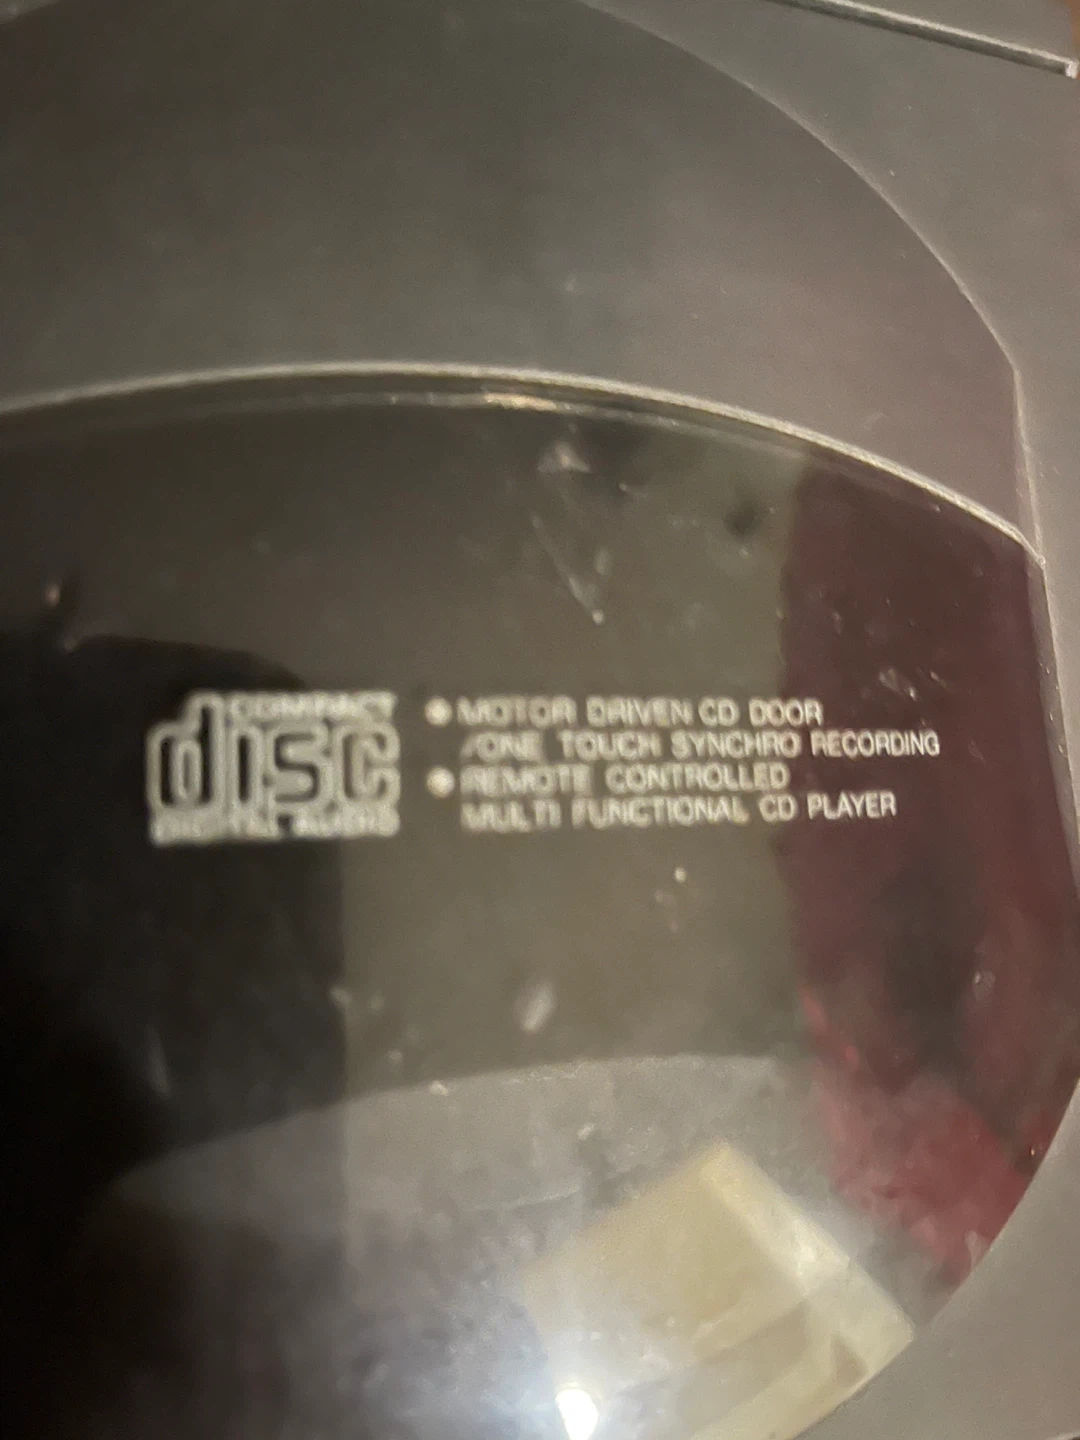 COMPACT
disc
DIGITAL AUDIO
● MOTOR DRIVEN CD DOOR
/ONE TOUCH SYNCHRO RECORDING
● REMOTE CONTROLLED
MULTI FUNCTIONAL CD PLAYER